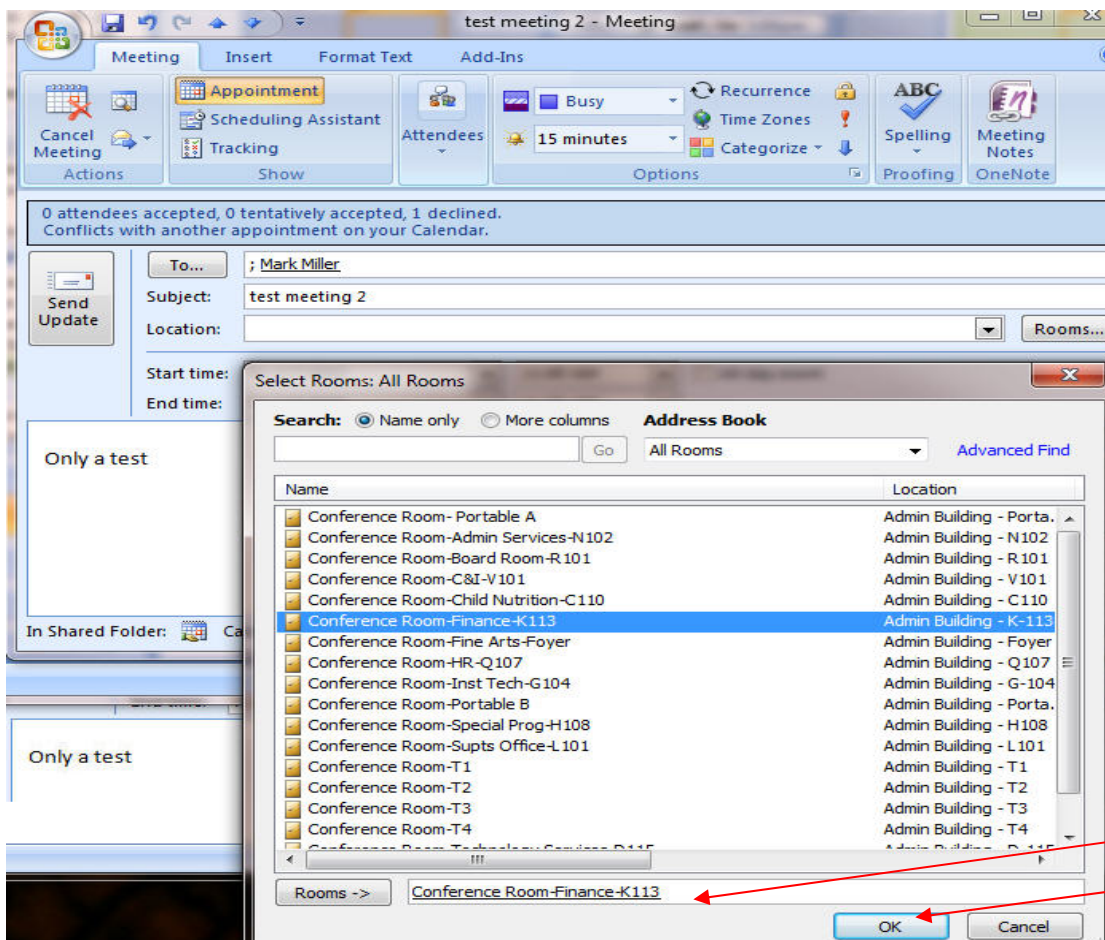 test meeting 2 - Meeting
Meeting Insert Format Text Add-Ins
Cancel Meeting
Actions
Appointment
Scheduling Assistant
Tracking
Show
Attendees
Busy
15 minutes
Recurrence
Time Zones
Categorize
Options
ABC
Spelling
Proofing
Meeting Notes
OneNote
0 attendees accepted, 0 tentatively accepted, 1 declined.
Conflicts with another appointment on your Calendar.
Send Update
To... ; Mark Miller
Subject: test meeting 2
Location: Rooms...
Start time:
End time:
Only a test
In Shared Folder:
Only a test
Select Rooms: All Rooms
Search: Name only More columns Address Book
Go All Rooms Advanced Find
Name Location
Conference Room- Portable A Admin Building - Porta.
Conference Room-Admin Services-N102 Admin Building - N102
Conference Room-Board Room-R101 Admin Building - R101
Conference Room-C&I-V101 Admin Building - V101
Conference Room-Child Nutrition-C110 Admin Building - C110
Conference Room-Finance-K113 Admin Building - K-113
Conference Room-Fine Arts-Foyer Admin Building - Foyer
Conference Room-HR-Q107 Admin Building - Q107
Conference Room-Inst Tech-G104 Admin Building - G-104
Conference Room-Portable B Admin Building - Porta.
Conference Room-Special Prog-H108 Admin Building - H108
Conference Room-Supts Office-L101 Admin Building - L101
Conference Room-T1 Admin Building - T1
Conference Room-T2 Admin Building - T2
Conference Room-T3 Admin Building - T3
Conference Room-T4 Admin Building - T4
Conference Room-Technology Services-D115
Rooms -> Conference Room-Finance-K113
OK Cancel